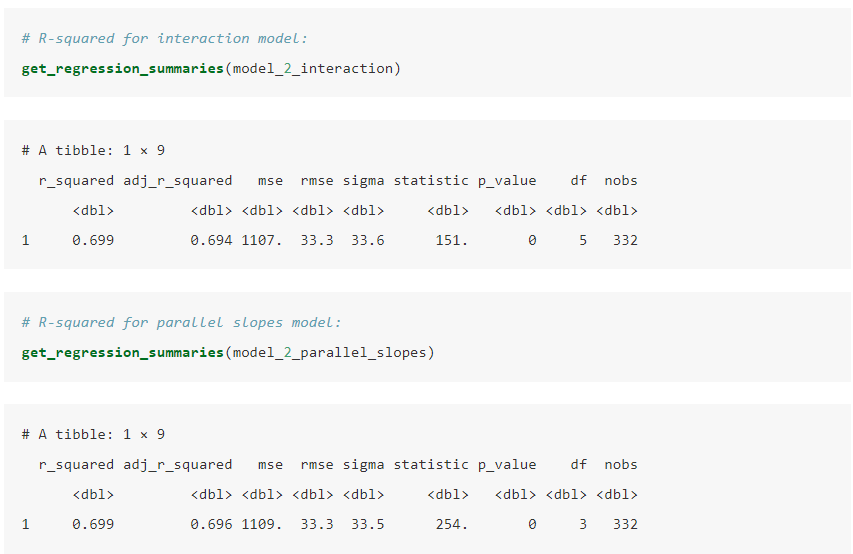 # R-squared for interaction model:
get_regression_summaries(model_2_interaction)
# A tibble: 1 × 9
  r_squared adj_r_squared   mse  rmse sigma statistic p_value    df  nobs
      <dbl>         <dbl> <dbl> <dbl> <dbl>     <dbl>   <dbl> <dbl> <dbl>
1     0.699         0.694 1107.  33.3  33.6      151.       0     5   332
# R-squared for parallel slopes model:
get_regression_summaries(model_2_parallel_slopes)
# A tibble: 1 × 9
  r_squared adj_r_squared   mse  rmse sigma statistic p_value    df  nobs
      <dbl>         <dbl> <dbl> <dbl> <dbl>     <dbl>   <dbl> <dbl> <dbl>
1     0.699         0.696 1109.  33.3  33.5      254.       0     3   332